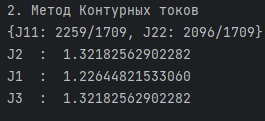 2. Метод Контурных токов
{J11: 2259/1709, J22: 2096/1709}
J2  :  1.32182562902282
J1  :  1.22644821533060
J3  :  1.32182562902282